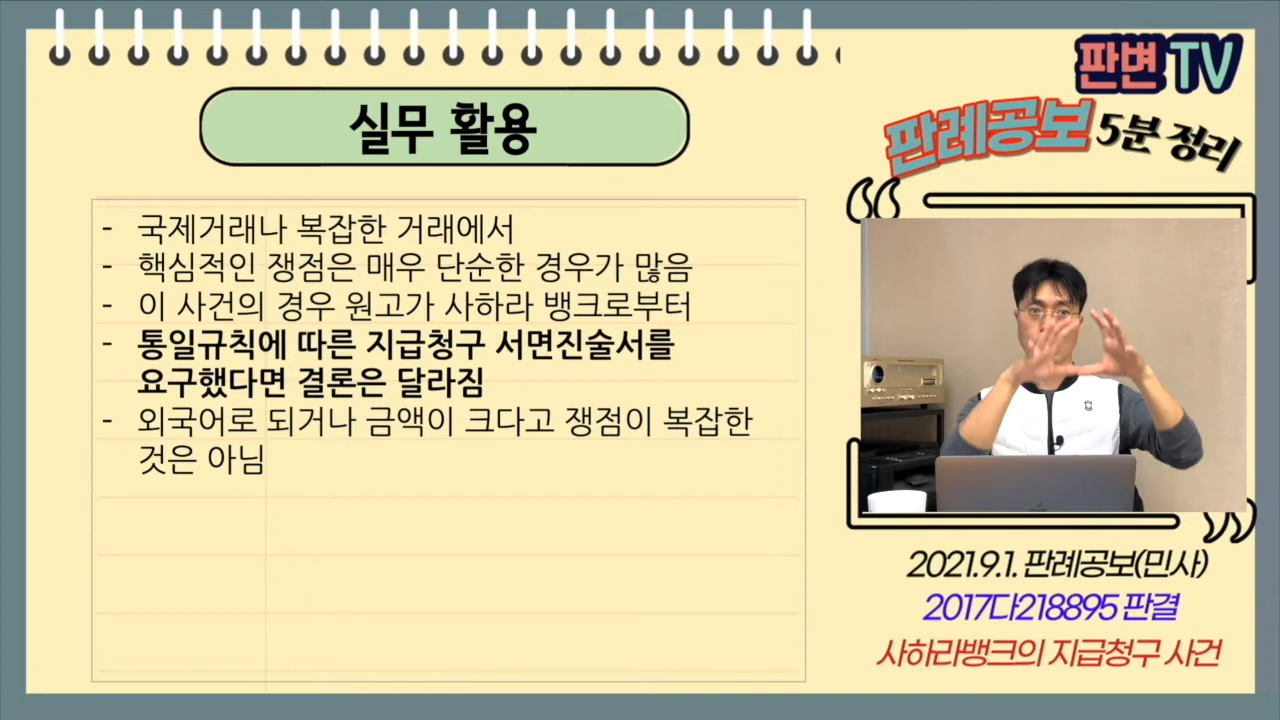 판변 TV
판례공보 5분 정리
실무 활용
- 국제거래나 복잡한 거래에서
- 핵심적인 쟁점은 매우 단순한 경우가 많음
- 이 사건의 경우 원고가 사하라 뱅크로부터
- 통일규칙에 따른 지급청구 서면진술서를
요구했다면 결론은 달라짐
- 외국어로 되거나 금액이 크다고 쟁점이 복잡한
것은 아님
2021.9.1. 판례공보(민사)
2017다218895 판결
사하라뱅크의 지급청구 사건